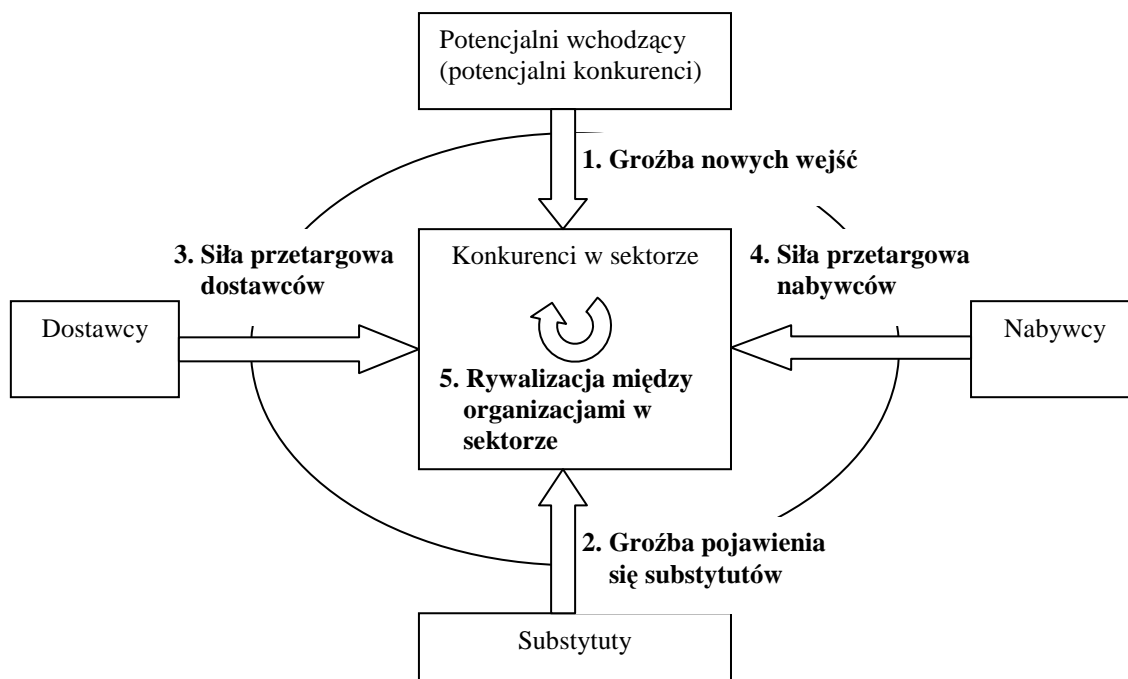 Potencjalni wchodzący
(potencjalni konkurenci)
1. Groźba nowych wejść
3. Siła przetargowa
dostawców
Konkurenci w sektorze
4. Siła przetargowa
nabywców
Dostawcy
Nabywcy
5. Rywalizacja między
organizacjami w
sektorze
2. Groźba pojawienia
się substytutów
Substytuty